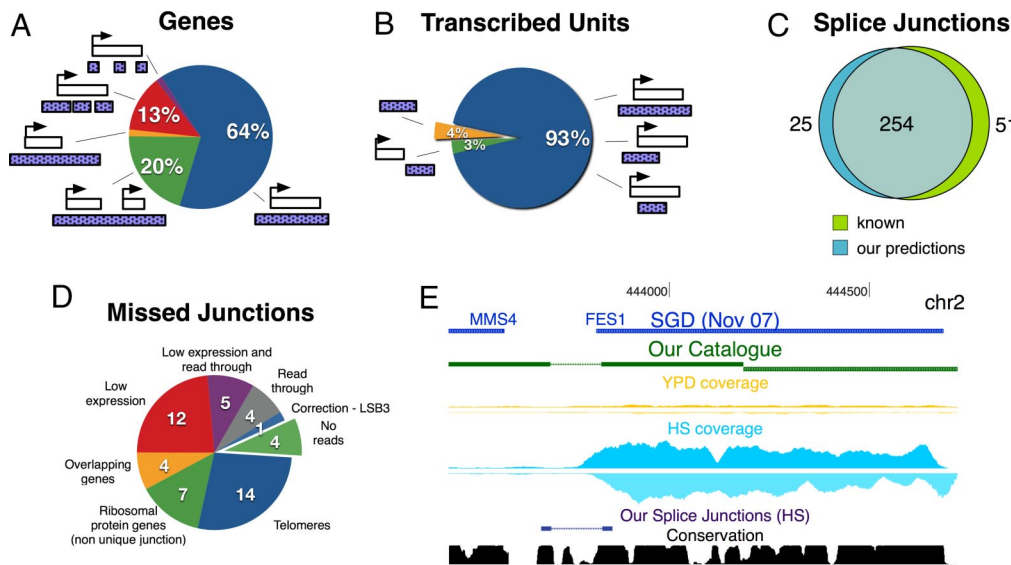 A
Genes
64%
13%
20%
B
Transcribed Units
93%
4%
3%
C
Splice Junctions
25
254
known
our predictions
D
Missed Junctions
Low expression and
read through
Read
through
Correction - LSB3
No
reads
Low
expression
Overlapping
genes
Ribosomal
protein genes
(non unique junction)
Telomeres
5
4
1
4
12
4
7
14
E
444000
444500
chr2
MMS4
FES1
SGD (Nov 07)
Our Catalogue
YPD coverage
HS coverage
Our Splice Junctions (HS)
Conservation